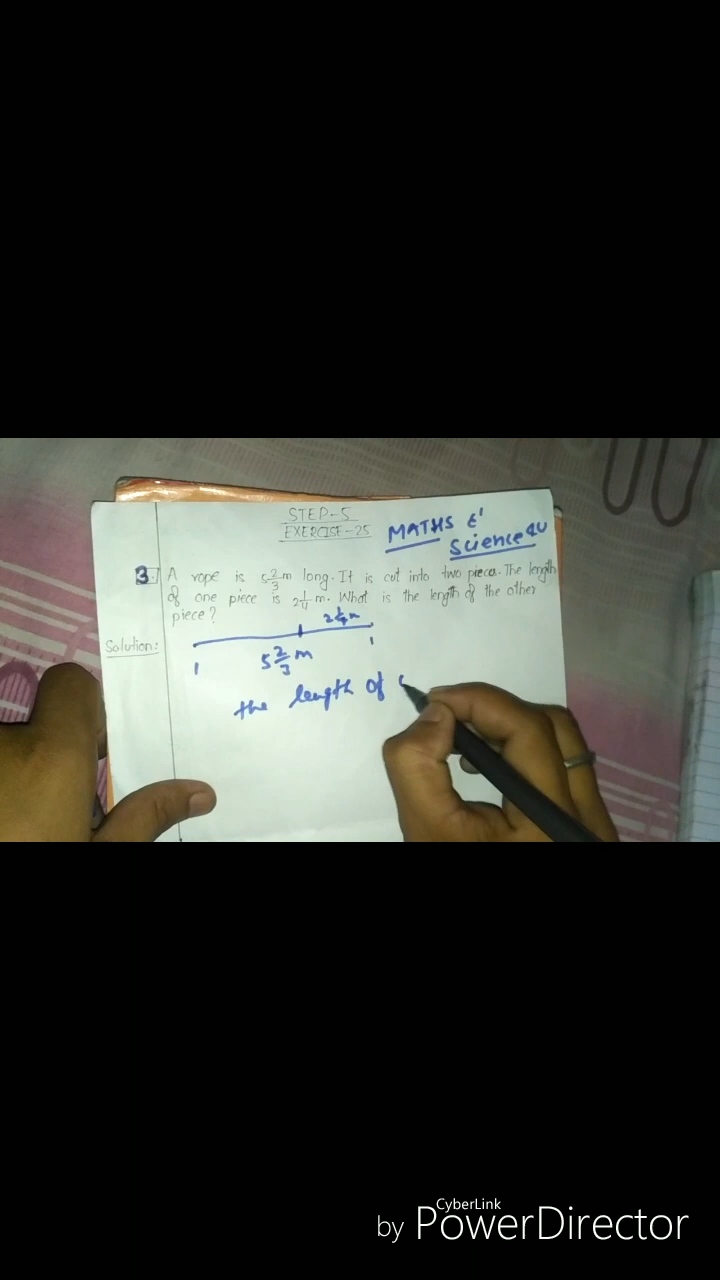 STEP-5
EXERCISE-25
MATHS &
Science 4U
3. A rope is 5 2/3 m long. It is cut into two pieces. The length
of one piece is 2 1/4 m. What is the length of the other
piece?
Solution:
2 1/4 m
5 2/3 m
the length of
CyberLink
by PowerDirector